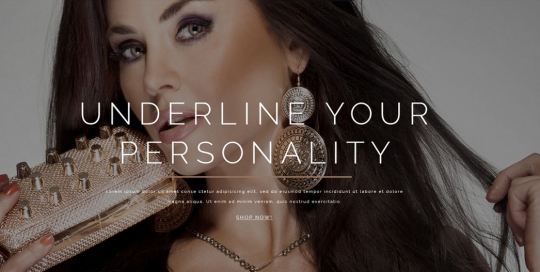 UNDERLINE YOUR
PERSONALITY
Lorem ipsum dolor sit amet conse ctetur adipisicing elit, sed do eiusmod tempor incididunt ut labore et dolore
magna aliqua. Ut enim ad minim veniam, quis nostrud exercitatio
SHOP NOW!